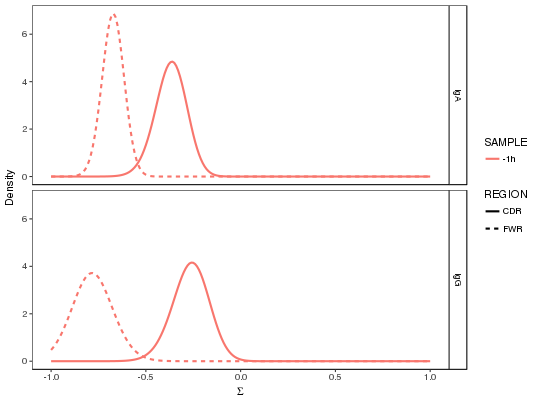 6
4
2
0
IgA
Density
6
4
2
0
IgG
-1.0 -0.5 0.0 0.5 1.0
Σ
SAMPLE
-1h
REGION
CDR
FWR